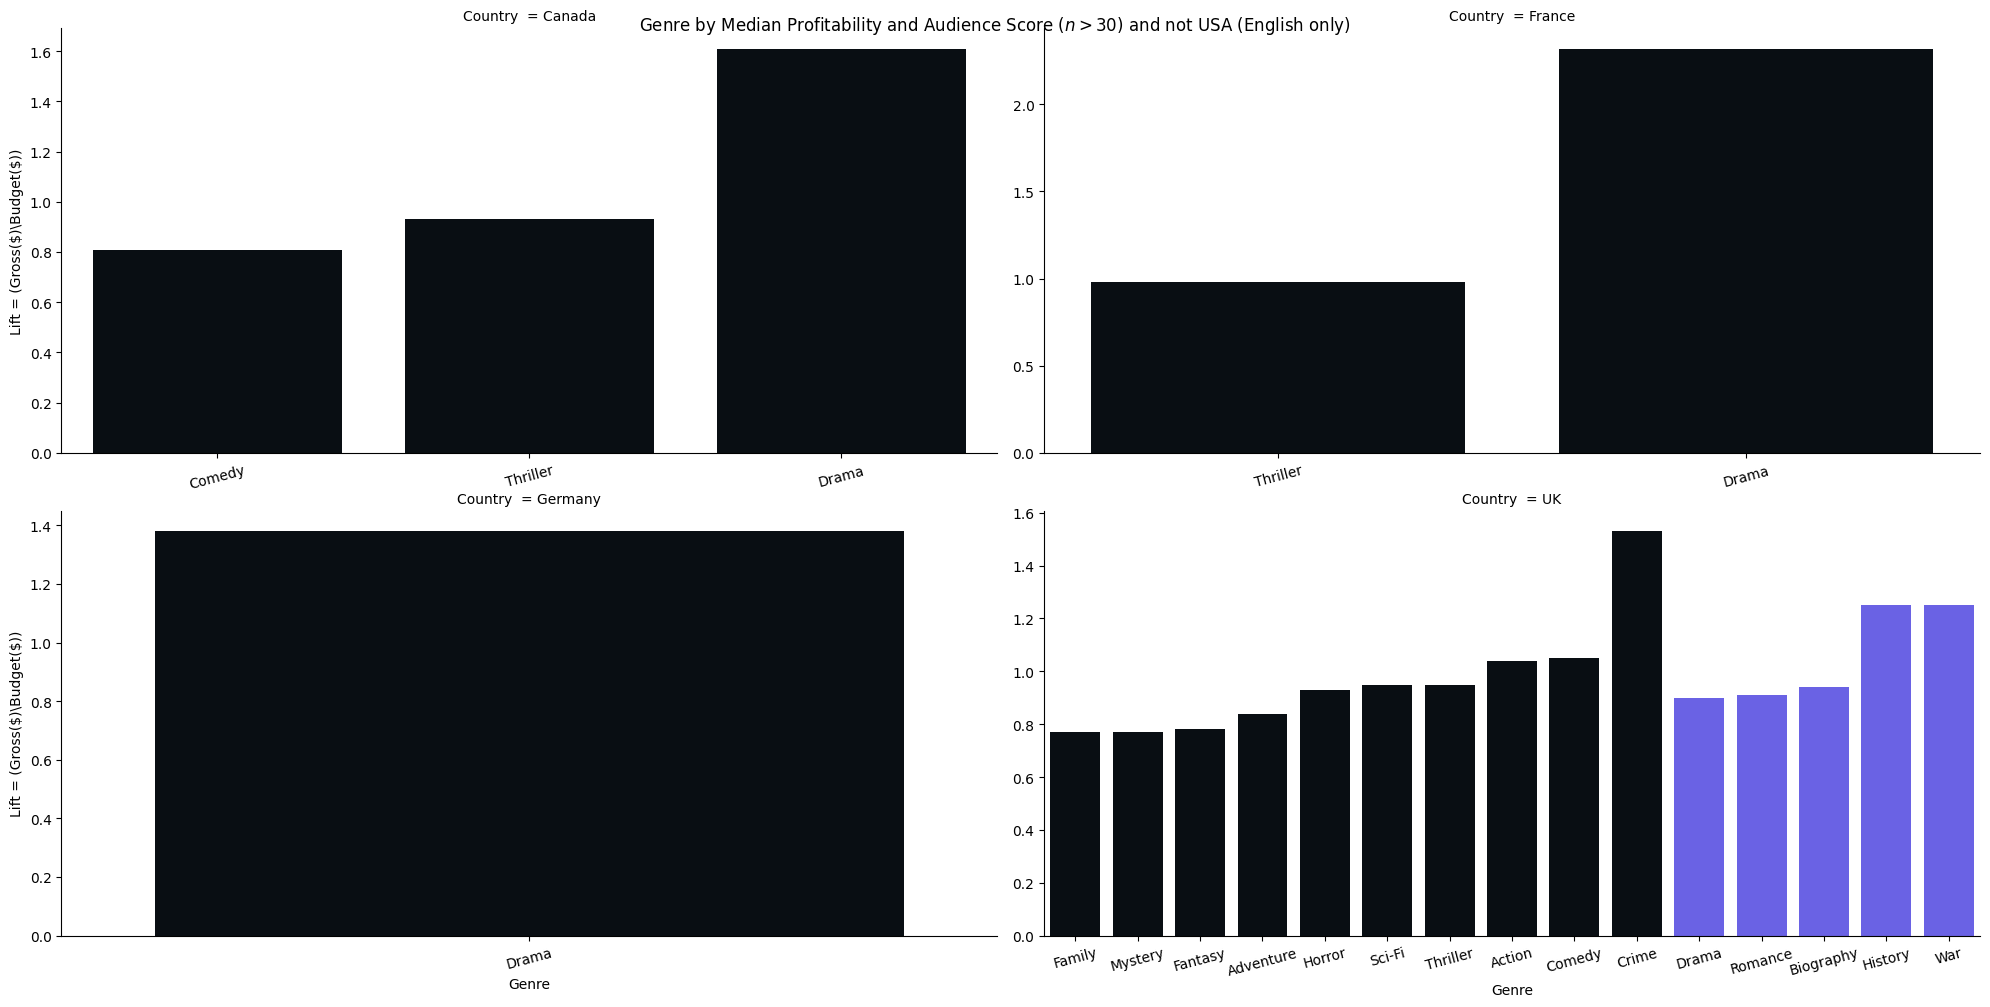 Genre by Median Profitability and Audience Score (n > 30) and not USA (English only)
Country  = Canada
Lift = (Gross($)\Budget($))
1.6
1.4
1.2
1.0
0.8
0.6
0.4
0.2
0.0
Comedy Thriller Drama
Country  = France
2.0
1.5
1.0
0.5
0.0
Thriller Drama
Country  = Germany
Lift = (Gross($)\Budget($))
1.4
1.2
1.0
0.8
0.6
0.4
0.2
0.0
Drama
Genre
Country  = UK
1.6
1.4
1.2
1.0
0.8
0.6
0.4
0.2
0.0
Family Mystery Fantasy Adventure Horror Sci-Fi Thriller Action Comedy Crime Drama Romance Biography History War
Genre